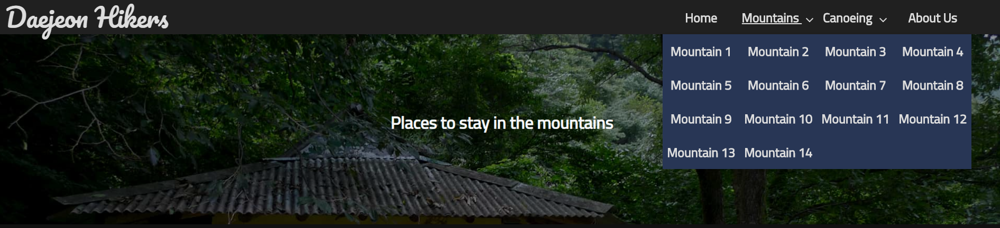 Daejeon Hikers
Home Mountains Canoeing About Us
Mountain 1 Mountain 2 Mountain 3 Mountain 4
Mountain 5 Mountain 6 Mountain 7 Mountain 8
Mountain 9 Mountain 10 Mountain 11 Mountain 12
Mountain 13 Mountain 14
Places to stay in the mountains